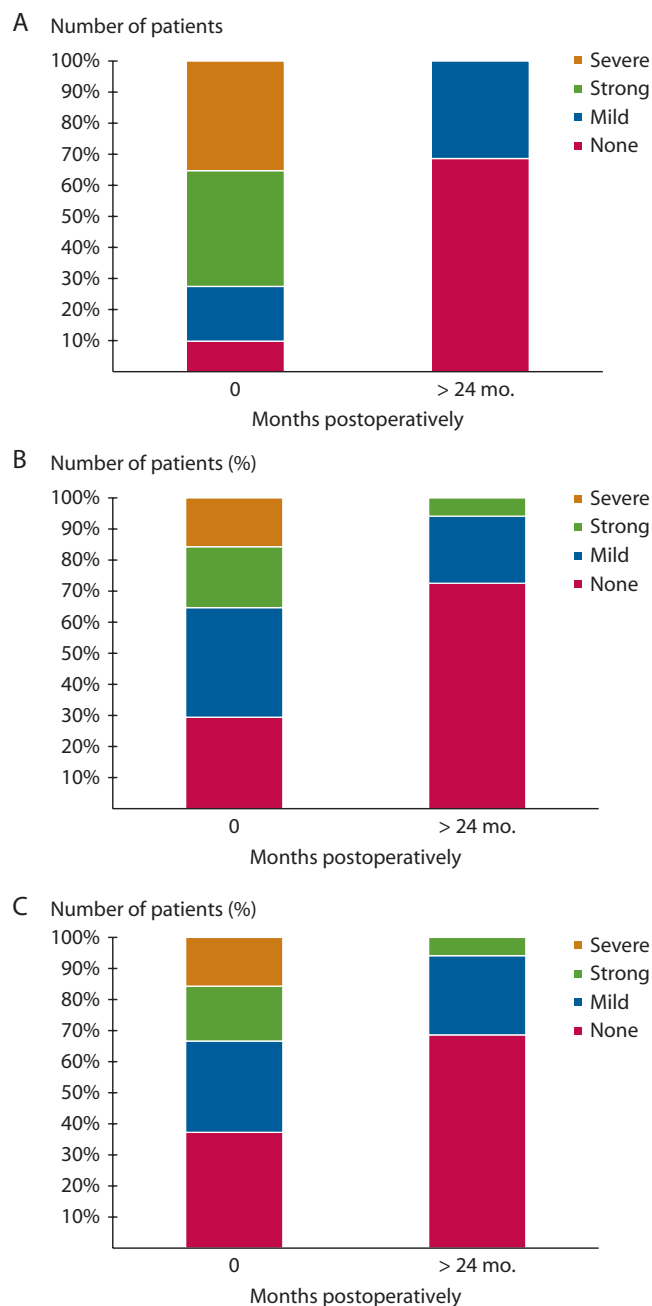 A Number of patients
100%
90%
80%
70%
60%
50%
40%
30%
20%
10%
Severe
Strong
Mild
None
0 > 24 mo.
Months postoperatively
B Number of patients (%)
100%
90%
80%
70%
60%
50%
40%
30%
20%
10%
Severe
Strong
Mild
None
0 > 24 mo.
Months postoperatively
C Number of patients (%)
100%
90%
80%
70%
60%
50%
40%
30%
20%
10%
Severe
Strong
Mild
None
0 > 24 mo.
Months postoperatively